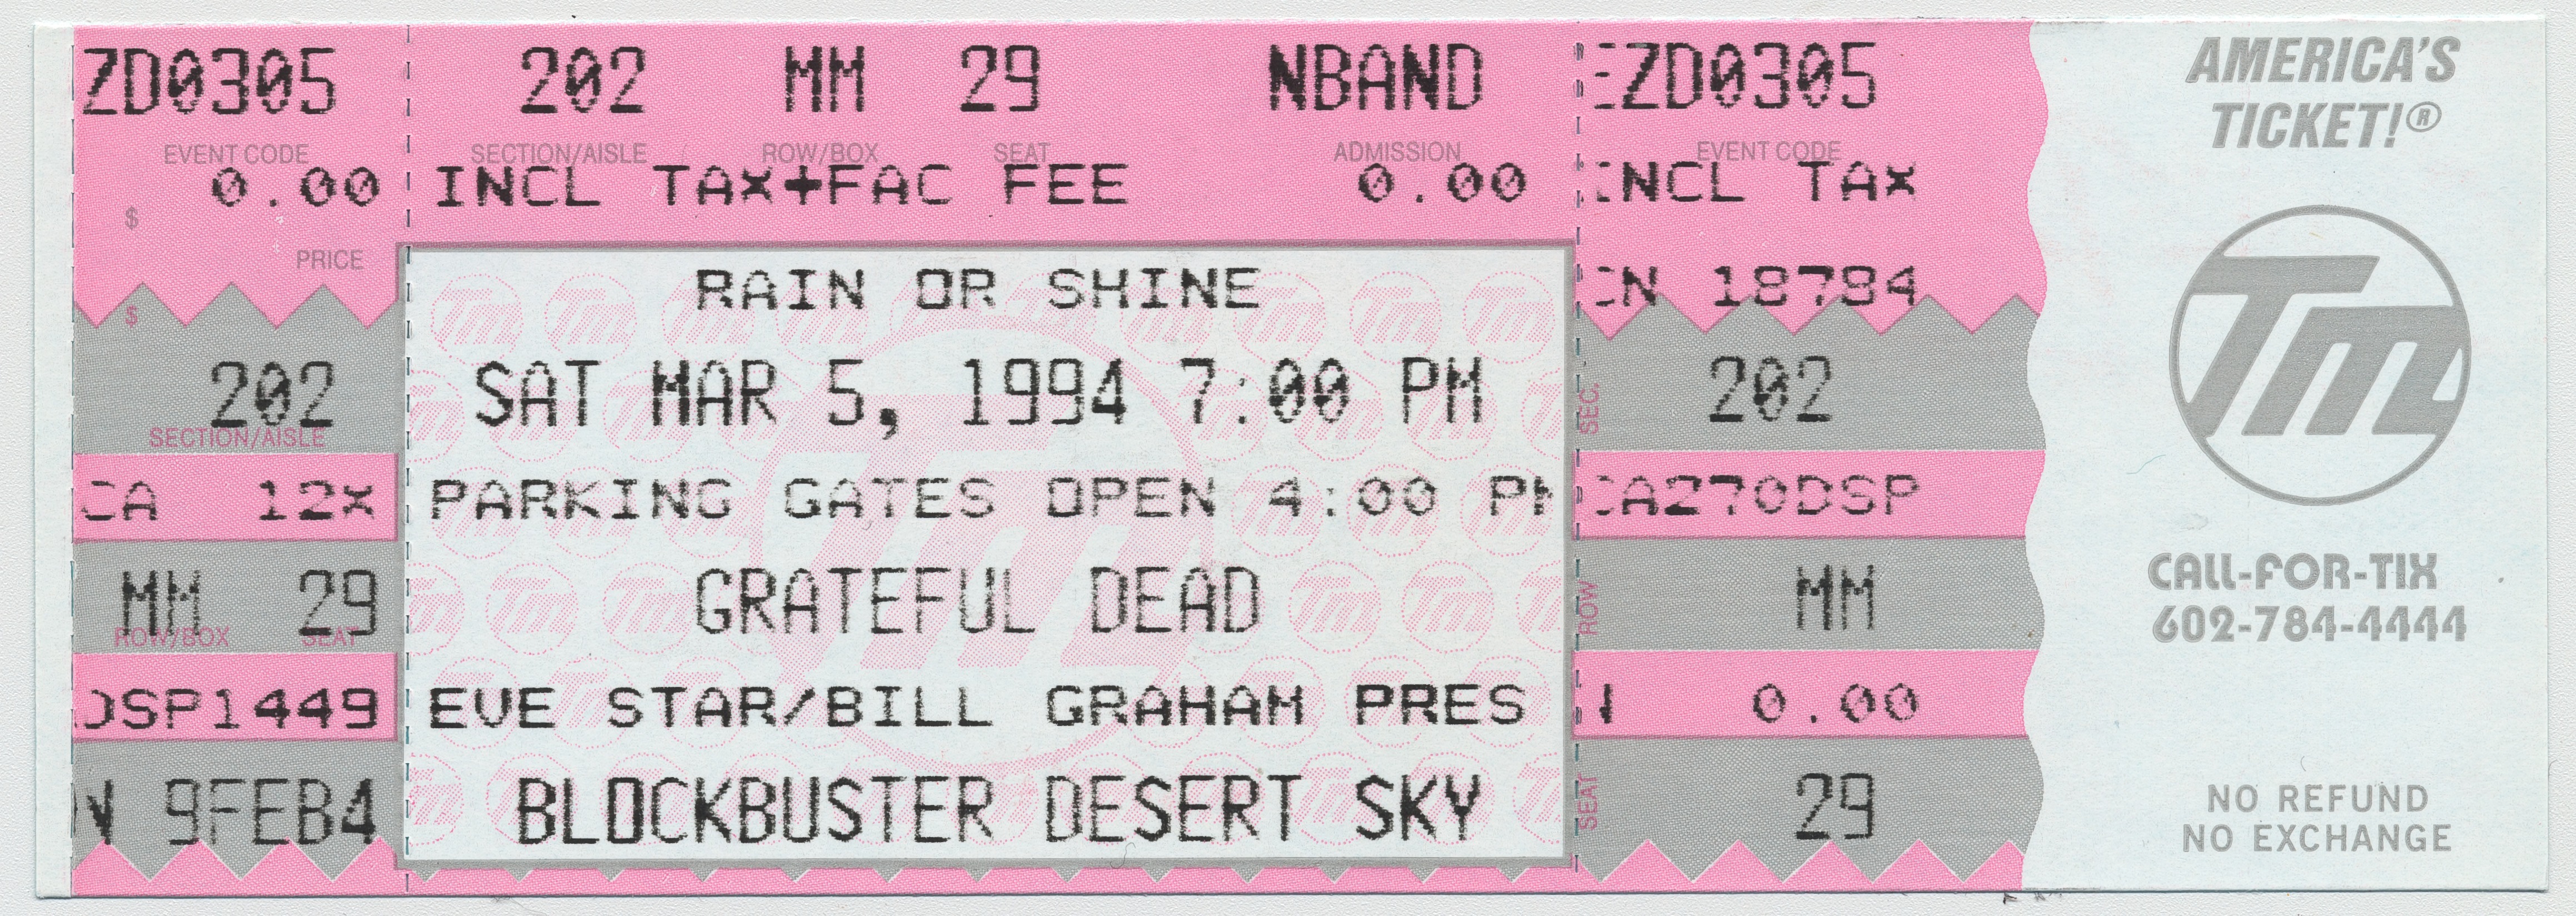 ZD0305
EVENT CODE
0.00
$
PRICE
$
202
SECTION/AISLE
CA 12X
MM 29
ROW/BOX SEAT
DSP1449
9FEB4
202 MM 29 NBAND
SECTION/AISLE ROW/BOX SEAT ADMISSION
INCL TAX+FAC FEE 0.00
RAIN OR SHINE
SAT MAR 5, 1994 7:00 PM
PARKING GATES OPEN 4:00 PM
GRATEFUL DEAD
EVE STAR/BILL GRAHAM PRES
BLOCKBUSTER DESERT SKY
EZD0305
EVENT CODE
INCL TAX
CN 18784
SEC. 202
CA270DSP
ROW MM
0.00
SEAT 29
AMERICA'S
TICKET!®
TM
CALL-FOR-TIX
602-784-4444
NO REFUND
NO EXCHANGE